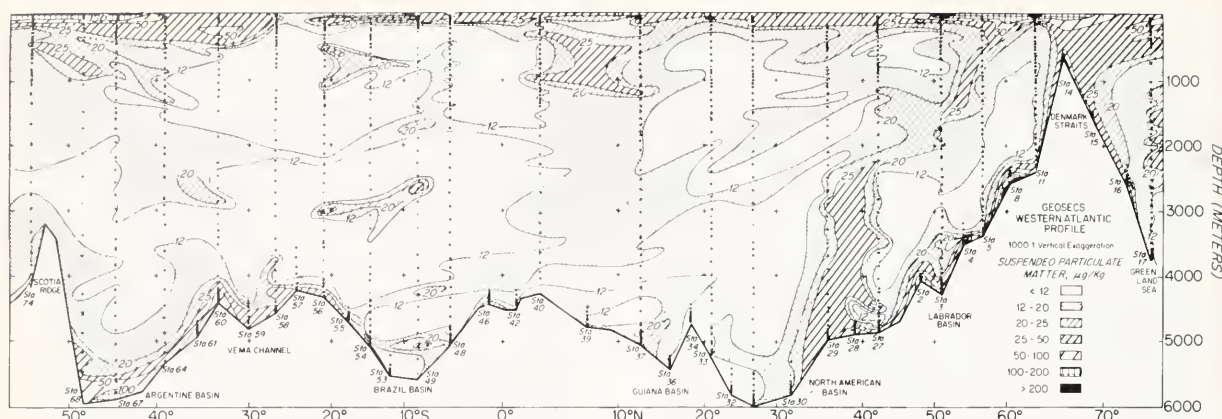 GEOSECS
WESTERN ATLANTIC
PROFILE
1000:1 Vertical Exaggeration
SUSPENDED PARTICULATE
MATTER, μg/Kg
< 12
12 - 20
20 - 25
25 - 50
50 - 100
100 - 200
> 200
DEPTH (METERS)
1000
2000
3000
4000
5000
6000
SCOTIA
RIDGE
ARGENTINE BASIN
VEMA CHANNEL
BRAZIL BASIN
GUIANA BASIN
NORTH AMERICAN
BASIN
LABRADOR
BASIN
DENMARK
STRAITS
GREEN
LAND
SEA
Sta 74
Sta 68
Sta 67
Sta 64
Sta 61
Sta 60
Sta 59
Sta 58
Sta 57
Sta 56
Sta 55
Sta 54
Sta 53
Sta 49
Sta 48
Sta 46
Sta 42
Sta 40
Sta 39
Sta 37
Sta 36
Sta 34
Sta 33
Sta 32
Sta 30
Sta 29
Sta 28
Sta 27
Sta 2
Sta 1
Sta 4
Sta 5
Sta 8
Sta 11
Sta 14
Sta 15
Sta 16
Sta 17
50°
40°
30°
20°
10°S
0°
10°N
20°
30°
40°
50°
60°
70°